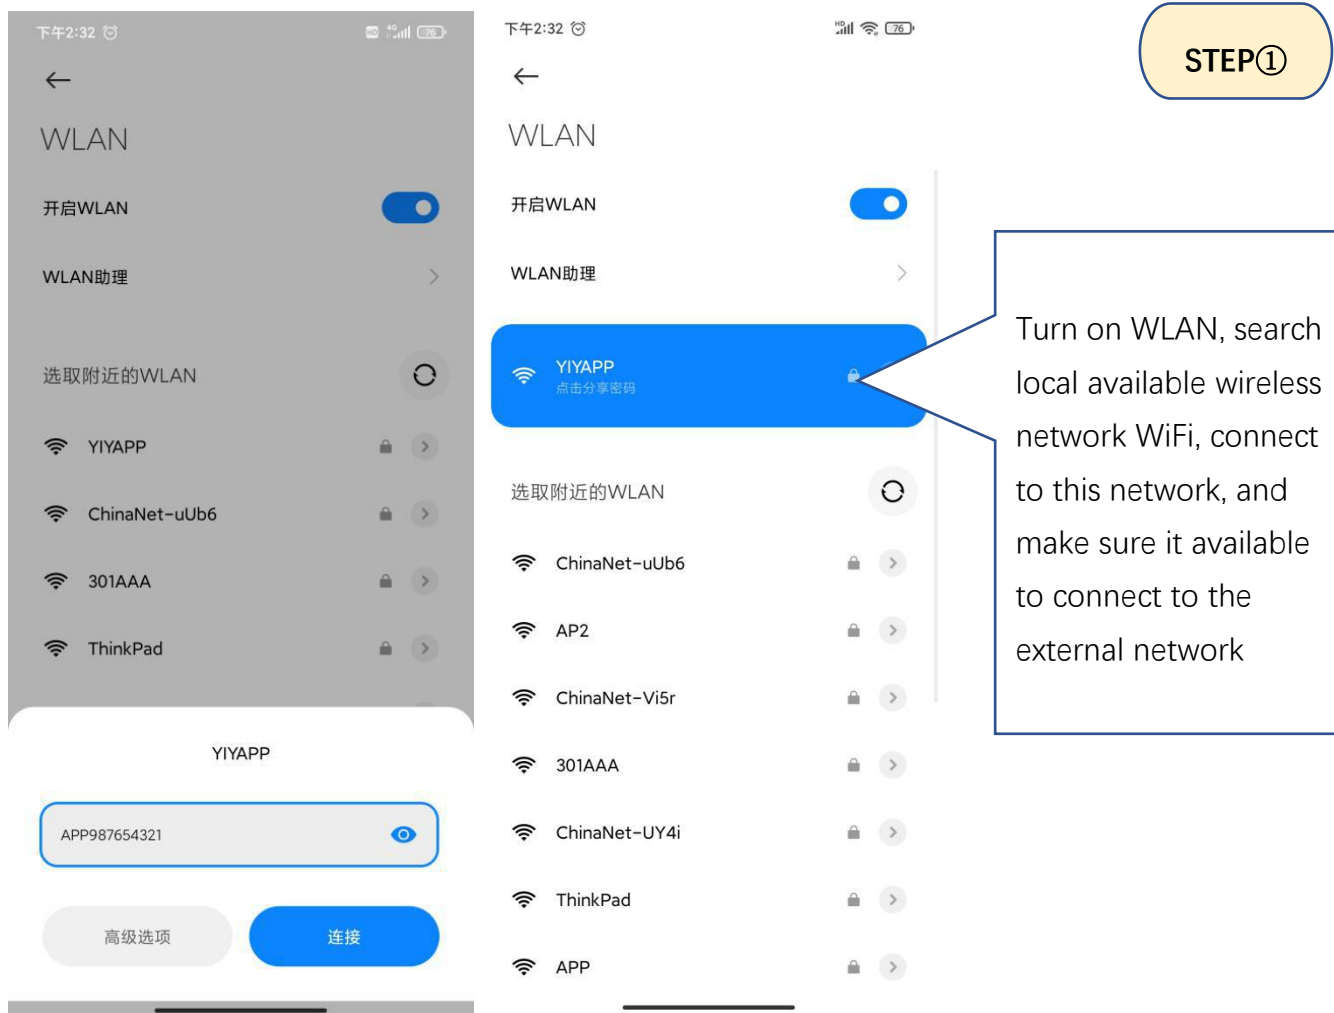 下午2:32
HD 4G 76
WLAN
开启WLAN
WLAN助理
选取附近的WLAN
YIYAPP
ChinaNet-uUb6
301AAA
ThinkPad
YIYAPP
APP987654321
高级选项
连接
下午2:32
HD 76
WLAN
开启WLAN
WLAN助理
YIYAPP
点击分享密码
选取附近的WLAN
ChinaNet-uUb6
AP2
ChinaNet-Vi5r
301AAA
ChinaNet-UY4i
ThinkPad
APP
STEP①
Turn on WLAN, search
local available wireless
network WiFi, connect
to this network, and
make sure it available
to connect to the
external network